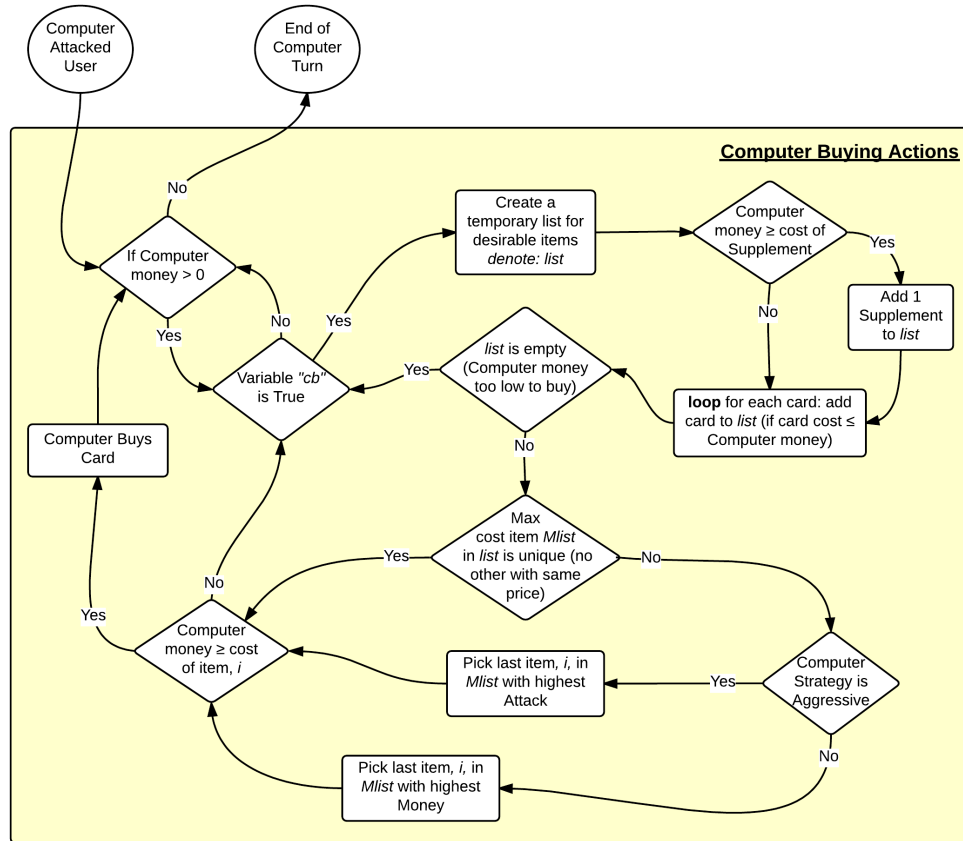 Computer
Attacked
User
End of
Computer
Turn
Computer Buying Actions
No
If Computer
money > 0
Yes
No
Variable "cb"
is True
Yes
Create a
temporary list for
desirable items
denote: list
Computer
money ≥ cost of
Supplement
Yes
Add 1
Supplement
to list
No
loop for each card: add
card to list (if card cost ≤
Computer money)
list is empty
(Computer money
too low to buy)
Yes
No
Computer Buys
Card
Max
cost item Mlist
in list is unique (no
other with same
price)
Yes
No
No
Yes
Computer
money ≥ cost
of item, i
Pick last item, i, in
Mlist with highest
Attack
Yes
Computer
Strategy is
Aggressive
No
Pick last item, i, in
Mlist with highest
Money